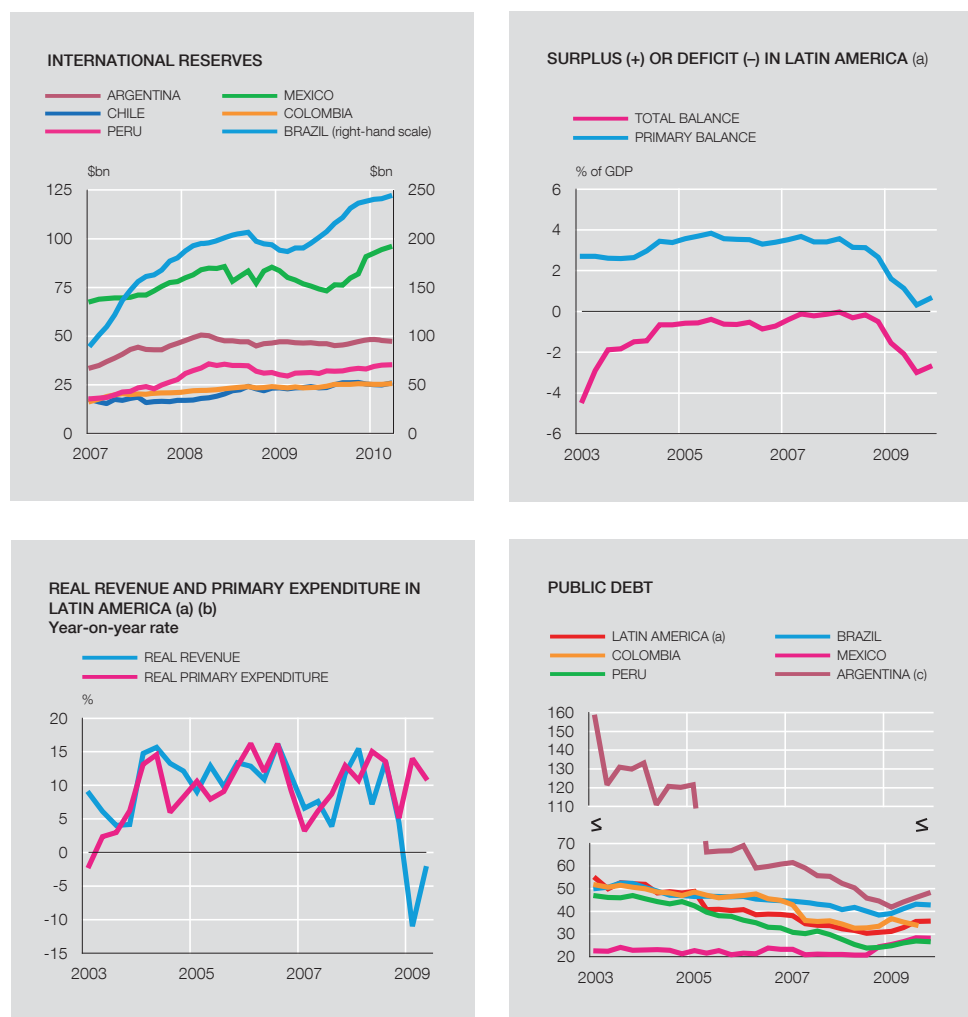 INTERNATIONAL RESERVES
ARGENTINA
CHILE
PERU
MEXICO
COLOMBIA
BRAZIL (right-hand scale)
$bn
$bn
125
100
75
50
25
0
250
200
150
100
50
0
2007 2008 2009 2010
SURPLUS (+) OR DEFICIT (–) IN LATIN AMERICA (a)
TOTAL BALANCE
PRIMARY BALANCE
% of GDP
6
4
2
0
-2
-4
-6
2003 2005 2007 2009
REAL REVENUE AND PRIMARY EXPENDITURE IN
LATIN AMERICA (a) (b)
Year-on-year rate
REAL REVENUE
REAL PRIMARY EXPENDITURE
%
20
15
10
5
0
-5
-10
-15
2003 2005 2007 2009
PUBLIC DEBT
LATIN AMERICA (a)
COLOMBIA
PERU
BRAZIL
MEXICO
ARGENTINA (c)
160
150
140
130
120
110
≤ ≤
70
60
50
40
30
20
2003 2005 2007 2009